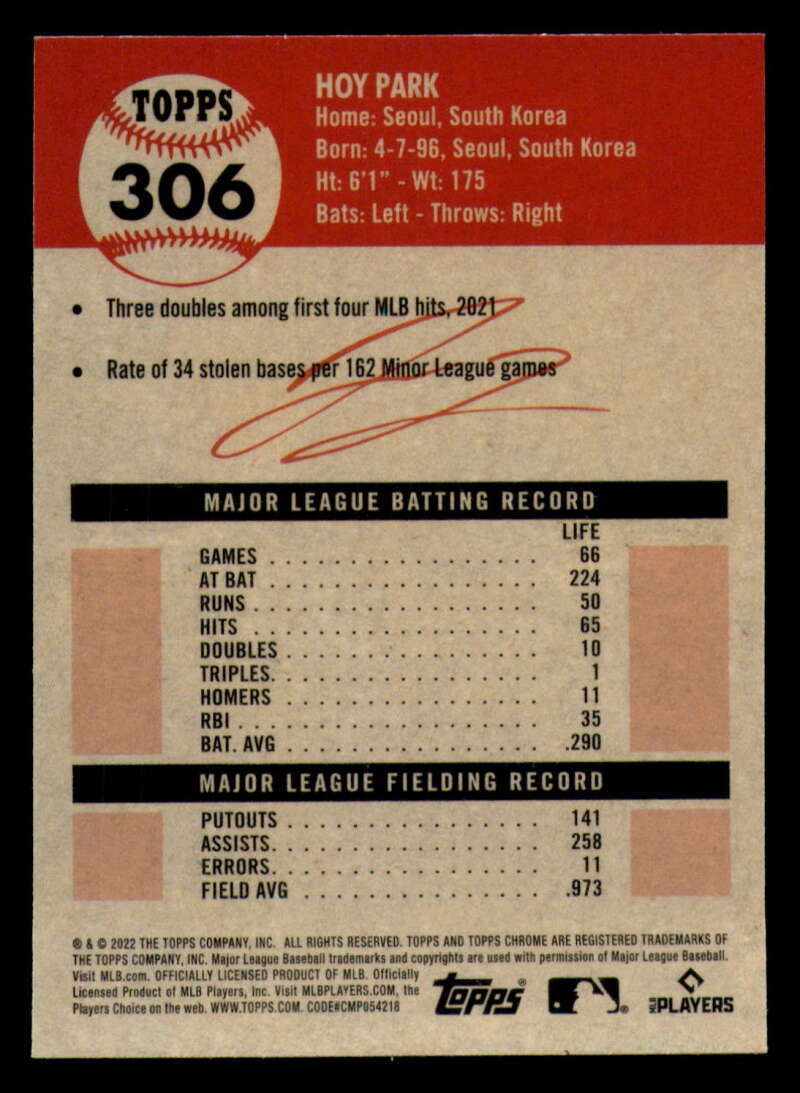 TOPPS
306
HOY PARK
Home: Seoul, South Korea
Born: 4-7-96, Seoul, South Korea
Ht: 6'1" - Wt: 175
Bats: Left - Throws: Right
• Three doubles among first four MLB hits, 2021
• Rate of 34 stolen bases per 162 Minor League games
MAJOR LEAGUE BATTING RECORD
LIFE
GAMES . . . . . . . . . . . . . . . . . 66
AT BAT . . . . . . . . . . . . . . . . . 224
RUNS . . . . . . . . . . . . . . . . . . 50
HITS . . . . . . . . . . . . . . . . . . 65
DOUBLES . . . . . . . . . . . . . . . . 10
TRIPLES. . . . . . . . . . . . . . . . . 1
HOMERS . . . . . . . . . . . . . . . . 11
RBI . . . . . . . . . . . . . . . . . . . 35
BAT. AVG . . . . . . . . . . . . . . . . .290
MAJOR LEAGUE FIELDING RECORD
PUTOUTS . . . . . . . . . . . . . . . . 141
ASSISTS. . . . . . . . . . . . . . . . . 258
ERRORS. . . . . . . . . . . . . . . . . 11
FIELD AVG . . . . . . . . . . . . . . . .973
® & © 2022 THE TOPPS COMPANY, INC. ALL RIGHTS RESERVED. TOPPS AND TOPPS CHROME ARE REGISTERED TRADEMARKS OF
THE TOPPS COMPANY, INC. Major League Baseball trademarks and copyrights are used with permission of Major League Baseball.
Visit MLB.com. OFFICIALLY LICENSED PRODUCT OF MLB. Officially
Licensed Product of MLB Players, Inc. Visit MLBPLAYERS.COM, the
Players Choice on the web. WWW.TOPPS.COM. CODE#CMP054218
Topps®
MLB PLAYERS